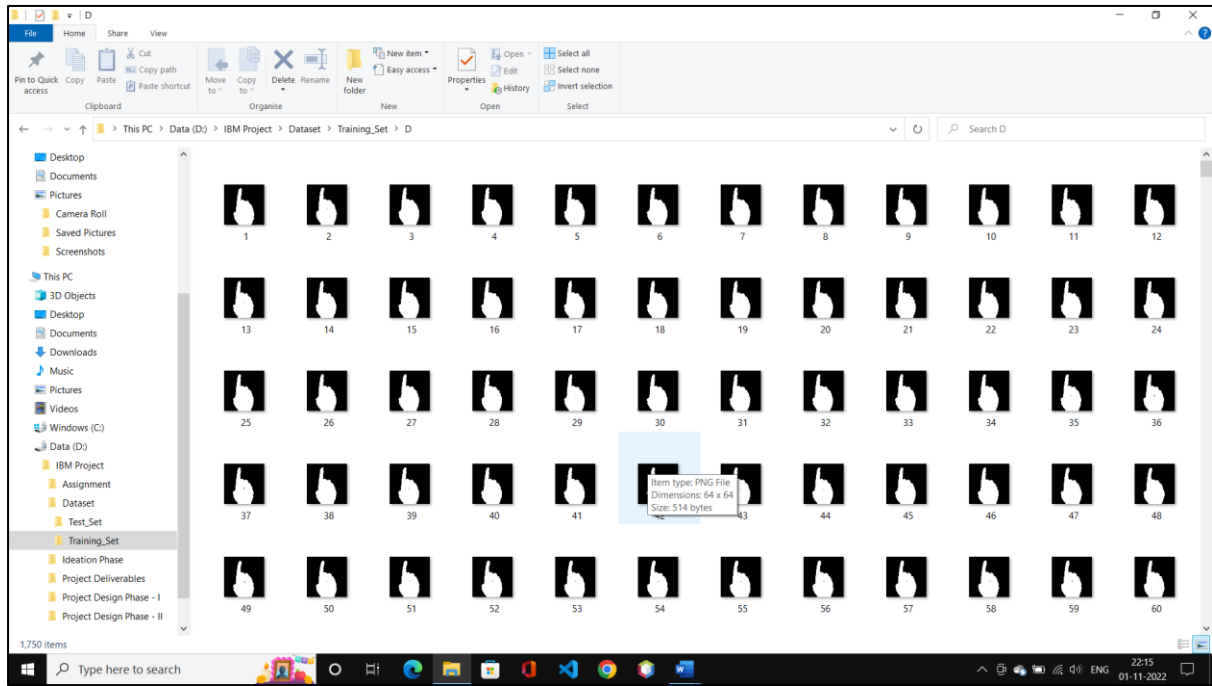 D
File Home Share View
Pin to Quick access
Copy
Paste
Cut
Copy path
Paste shortcut
Move to
Copy to
Delete
Rename
New folder
New item
Easy access
Properties
Open
Edit
History
Select all
Select none
Invert selection
Clipboard Organise New Open Select
This PC > Data (D:) > IBM Project > Dataset > Training_Set > D
Search D
Desktop
Documents
Pictures
Camera Roll
Saved Pictures
Screenshots
This PC
3D Objects
Desktop
Documents
Downloads
Music
Pictures
Videos
Windows (C:)
Data (D:)
IBM Project
Assignment
Dataset
Test_Set
Training_Set
Ideation Phase
Project Deliverables
Project Design Phase - I
Project Design Phase - II
1 2 3 4 5 6 7 8 9 10 11 12
13 14 15 16 17 18 19 20 21 22 23 24
25 26 27 28 29 30 31 32 33 34 35 36
37 38 39 40 41 42 43 44 45 46 47 48
Item type: PNG File
Dimensions: 64 x 64
Size: 514 bytes
49 50 51 52 53 54 55 56 57 58 59 60
1,750 items
Type here to search
ENG
22:15
01-11-2022